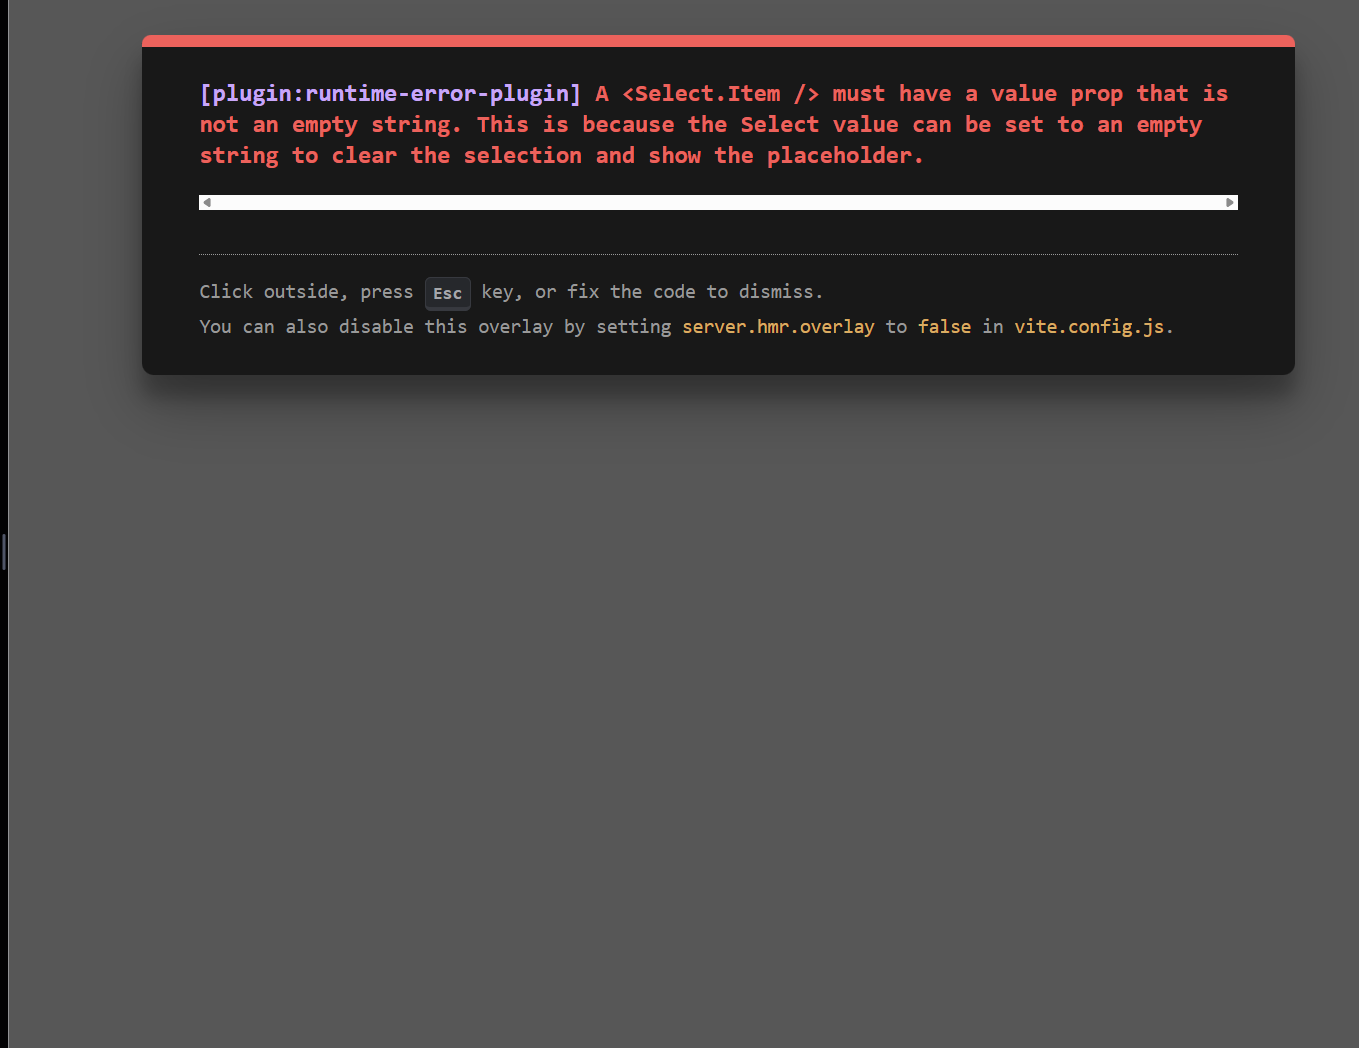 [plugin:runtime-error-plugin] A <Select.Item /> must have a value prop that is
not an empty string. This is because the Select value can be set to an empty
string to clear the selection and show the placeholder.
Click outside, press Esc key, or fix the code to dismiss.
You can also disable this overlay by setting server.hmr.overlay to false in vite.config.js.